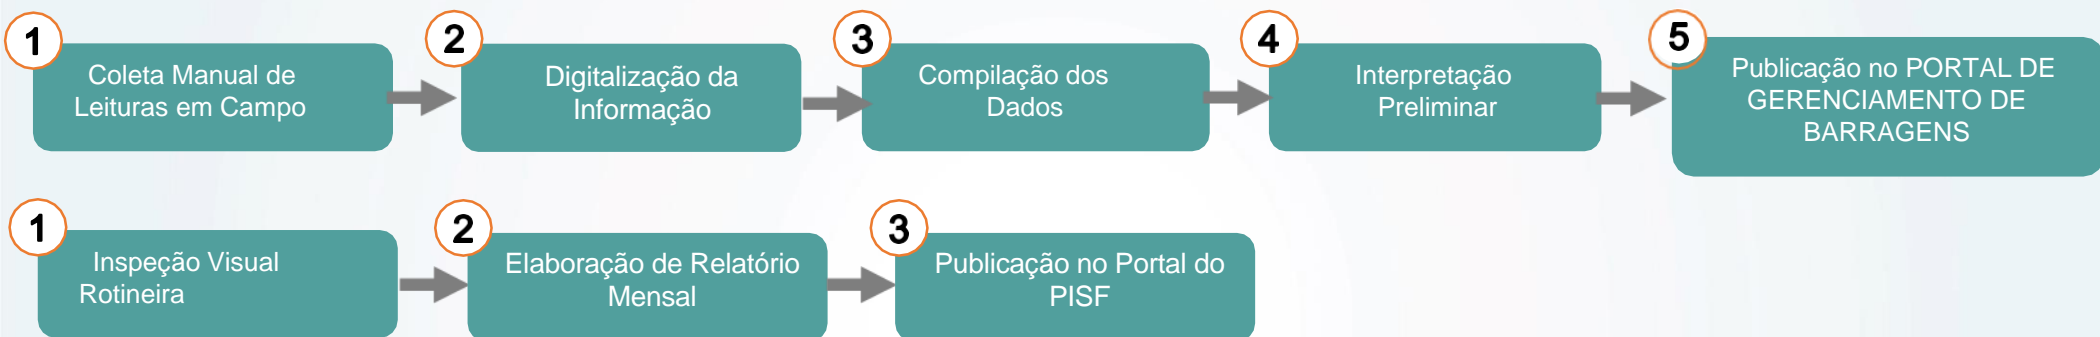 1
Coleta Manual de
Leituras em Campo
2
Digitalização da
Informação
3
Compilação dos
Dados
4
Interpretação
Preliminar
5
Publicação no PORTAL DE
GERENCIAMENTO DE
BARRAGENS
1
Inspeção Visual
Rotineira
2
Elaboração de Relatório
Mensal
3
Publicação no Portal do
PISF